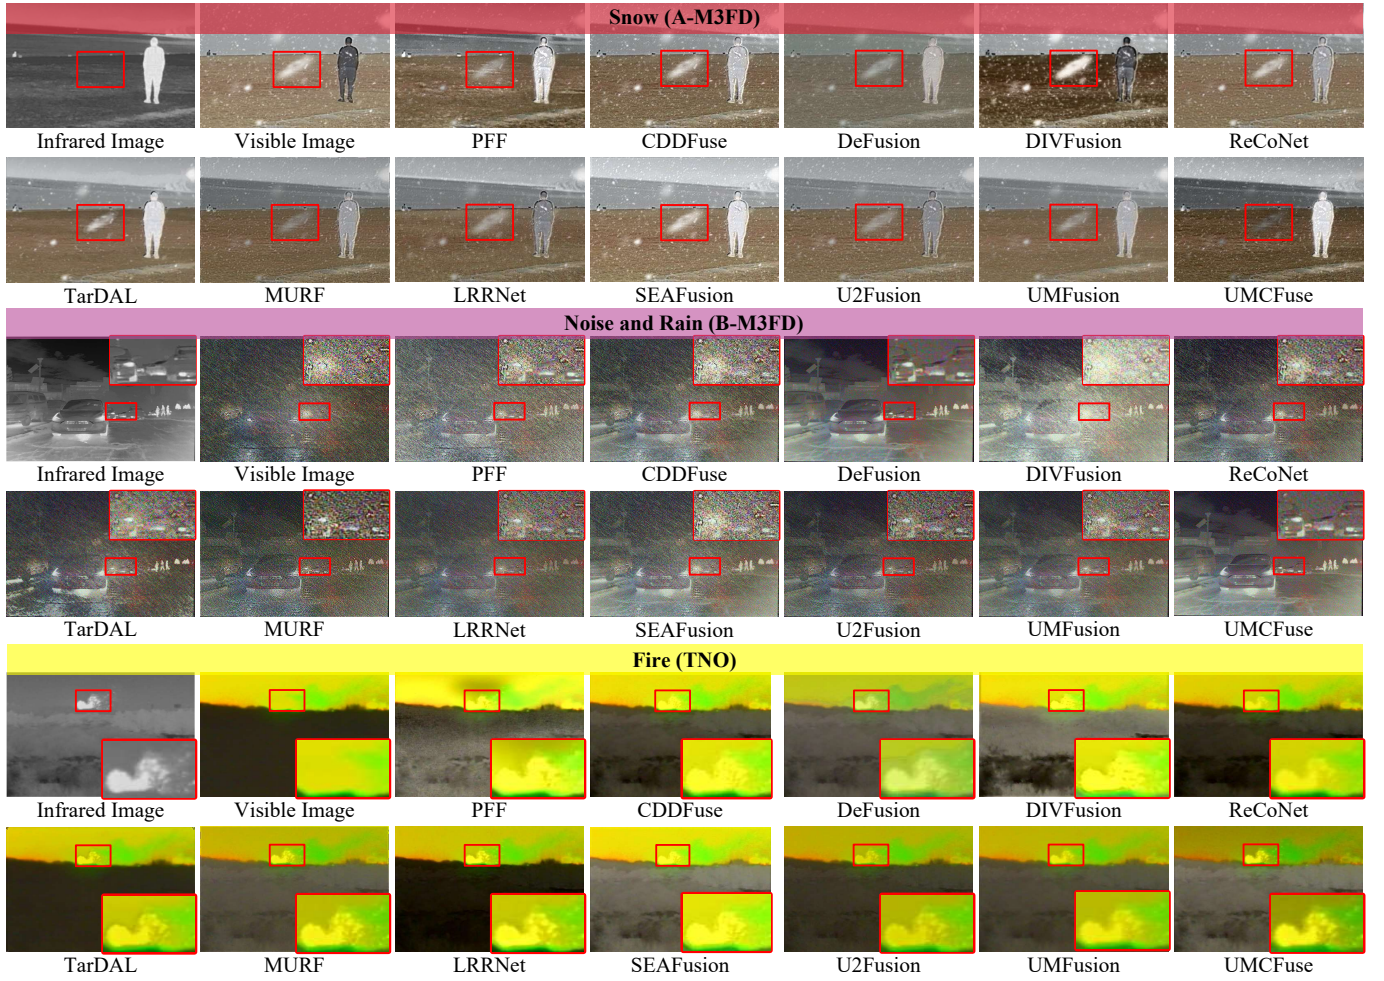 Snow (A-M3FD)
Infrared Image Visible Image PFF CDDFuse DeFusion DIVFusion ReCoNet
TarDAL MURF LRRNet SEAFusion U2Fusion UMFusion UMCFuse
Noise and Rain (B-M3FD)
Infrared Image Visible Image PFF CDDFuse DeFusion DIVFusion ReCoNet
TarDAL MURF LRRNet SEAFusion U2Fusion UMFusion UMCFuse
Fire (TNO)
Infrared Image Visible Image PFF CDDFuse DeFusion DIVFusion ReCoNet
TarDAL MURF LRRNet SEAFusion U2Fusion UMFusion UMCFuse